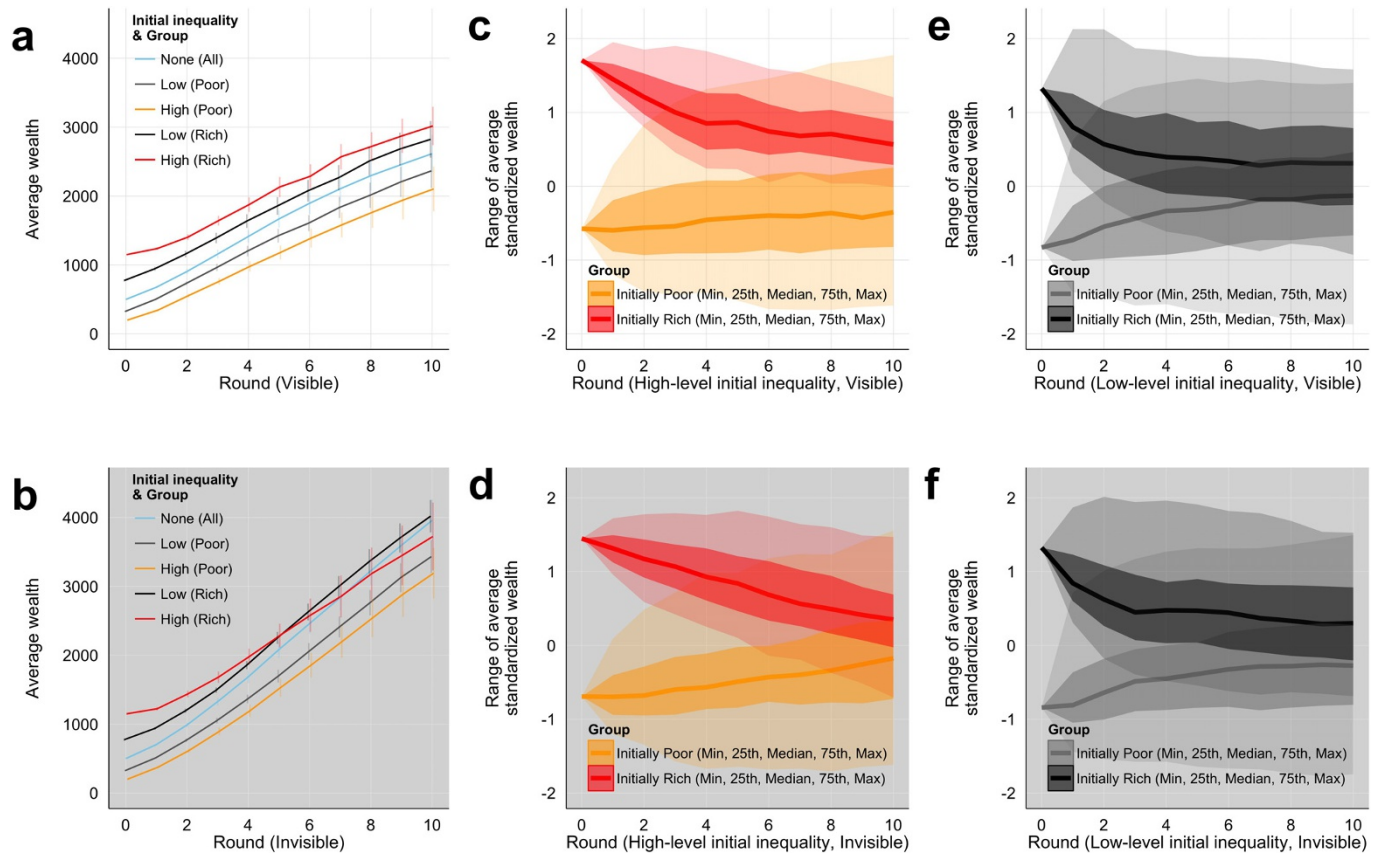 a
Initial inequality
& Group
None (All)
Low (Poor)
High (Poor)
Low (Rich)
High (Rich)
Average wealth
4000
3000
2000
1000
0
0 2 4 6 8 10
Round (Visible)
c
Range of average
standardized wealth
2
1
0
-1
-2
Group
Initially Poor (Min, 25th, Median, 75th, Max)
Initially Rich (Min, 25th, Median, 75th, Max)
0 2 4 6 8 10
Round (High-level initial inequality, Visible)
e
Range of average
standardized wealth
2
1
0
-1
-2
Group
Initially Poor (Min, 25th, Median, 75th, Max)
Initially Rich (Min, 25th, Median, 75th, Max)
0 2 4 6 8 10
Round (Low-level initial inequality, Visible)
b
Initial inequality
& Group
None (All)
Low (Poor)
High (Poor)
Low (Rich)
High (Rich)
Average wealth
4000
3000
2000
1000
0
0 2 4 6 8 10
Round (Invisible)
d
Range of average
standardized wealth
2
1
0
-1
-2
Group
Initially Poor (Min, 25th, Median, 75th, Max)
Initially Rich (Min, 25th, Median, 75th, Max)
0 2 4 6 8 10
Round (High-level initial inequality, Invisible)
f
Range of average
standardized wealth
2
1
0
-1
-2
Group
Initially Poor (Min, 25th, Median, 75th, Max)
Initially Rich (Min, 25th, Median, 75th, Max)
0 2 4 6 8 10
Round (Low-level initial inequality, Invisible)